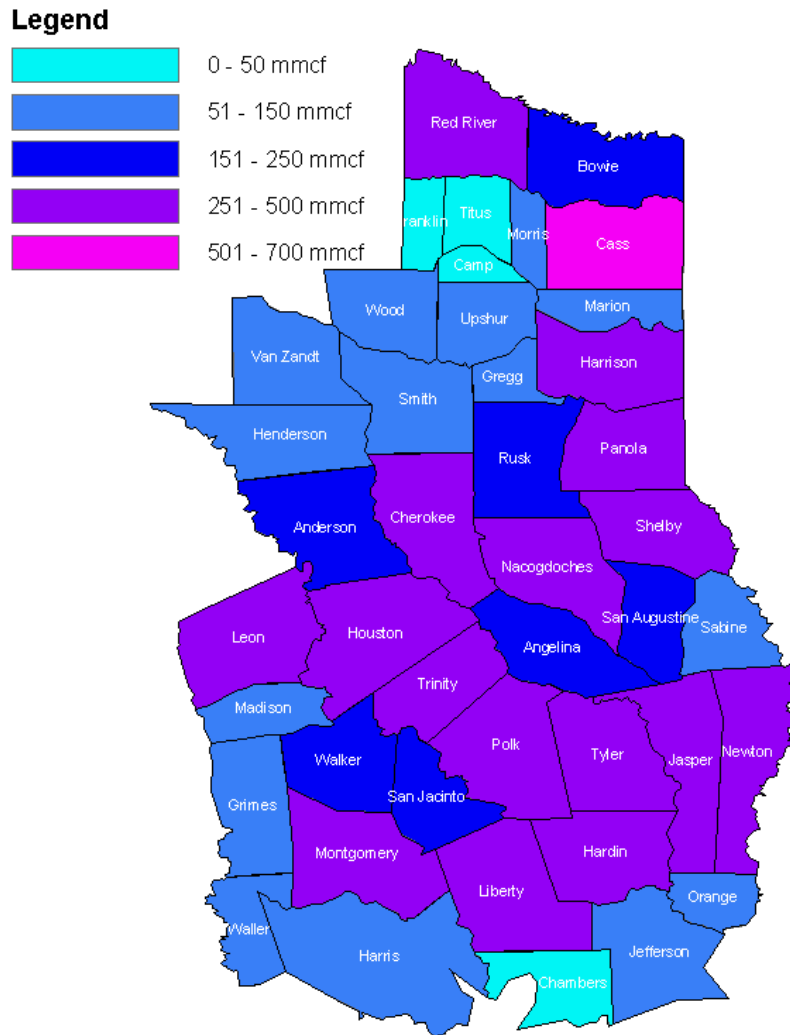 Legend
0 - 50 mmcf
51 - 150 mmcf
151 - 250 mmcf
251 - 500 mmcf
501 - 700 mmcf
Red River
Bowie
ranklin
Titus
Morris
Cass
Camp
Wood
Upshur
Marion
Van Zandt
Smith
Gregg
Harrison
Henderson
Rusk
Panola
Anderson
Cherokee
Shelby
Nacogdoches
San Augustine
Sabine
Leon
Houston
Angelina
Trinity
Madison
Walker
Polk
Tyler
Jasper
Newton
Grimes
San Jacinto
Montgomery
Hardin
Liberty
Orange
Waller
Harris
Jefferson
Chambers